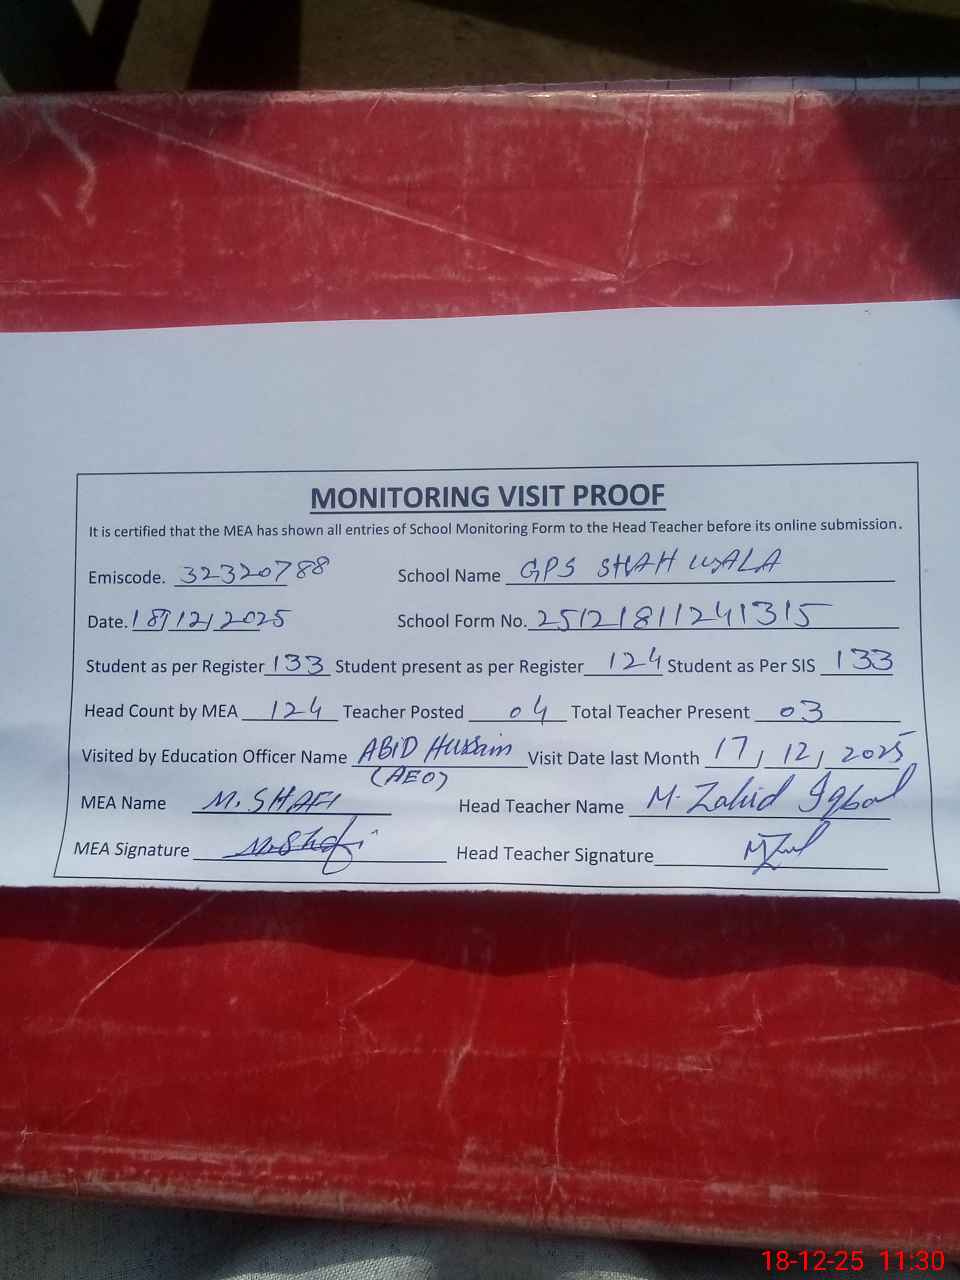 MONITORING VISIT PROOF
It is certified that the MEA has shown all entries of School Monitoring Form to the Head Teacher before its online submission.
Emiscode. 32320788 School Name GPS SHAH WALA
Date. 18/12/2025 School Form No. 25121811241315
Student as per Register 133 Student present as per Register 124 Student as Per SIS 133
Head Count by MEA 124 Teacher Posted 04 Total Teacher Present 03
Visited by Education Officer Name ABID Hussain Visit Date last Month 17/12/2025
(AEO)
MEA Name M. SHAFI Head Teacher Name M. Zahid Iqbal
MEA Signature M.Shafi Head Teacher Signature
18-12-25 11:30